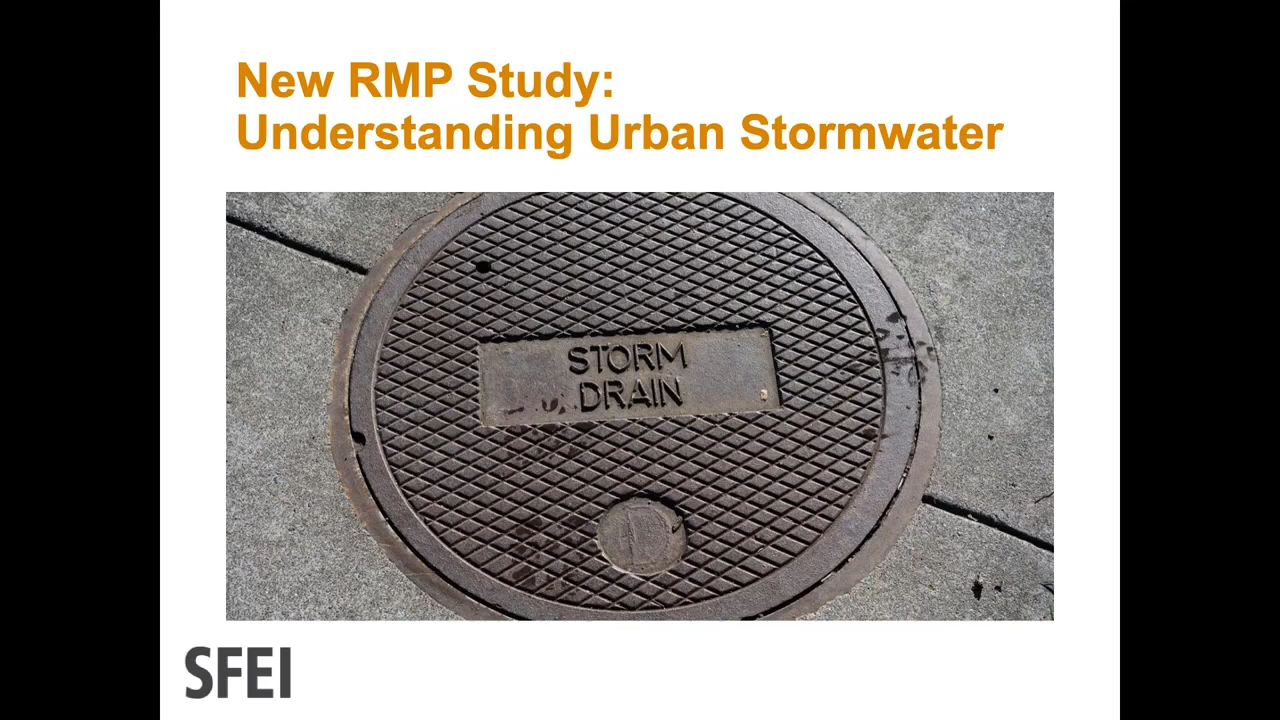 New RMP Study:
Understanding Urban Stormwater
STORM
DRAIN
SFEI